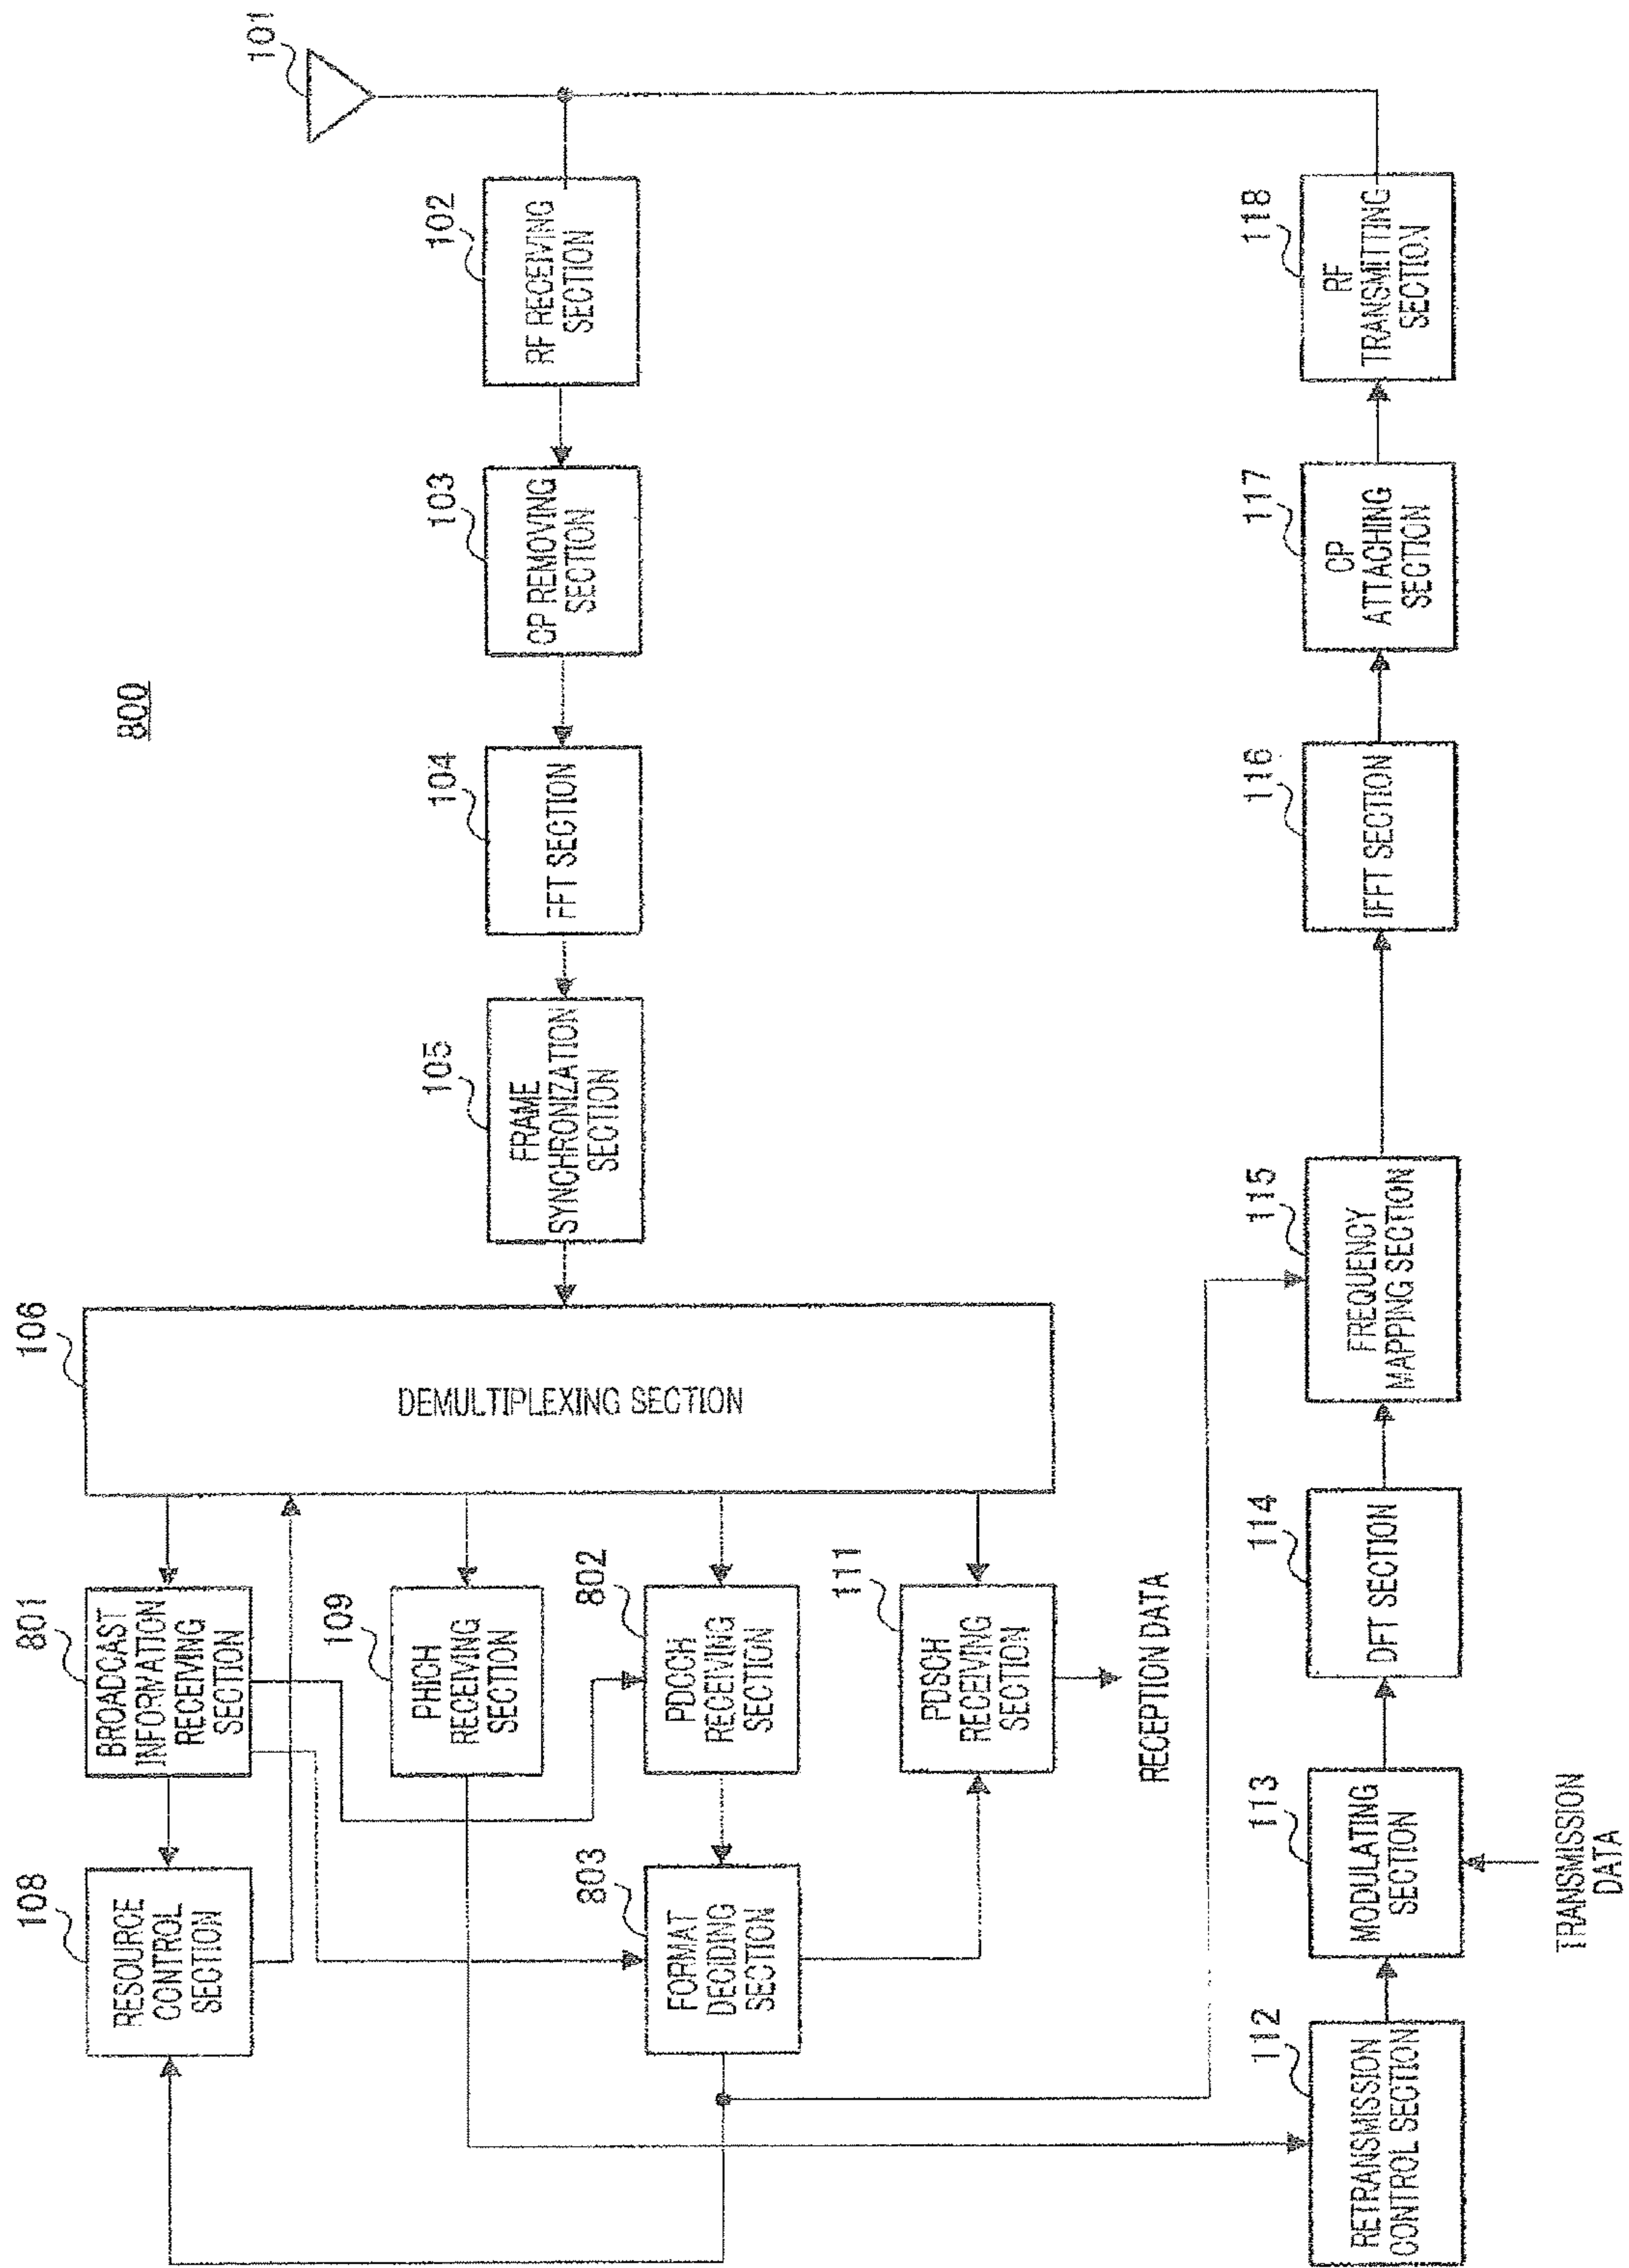 800
101
102
RF RECEIVING
SECTION
103
CP REMOVING
SECTION
104
FFT SECTION
105
FRAME
SYNCHRONIZATION
SECTION
106
DEMULTIPLEXING SECTION
801
BROADCAST
INFORMATION
RECEIVING
SECTION
108
RESOURCE
CONTROL
SECTION
109
PHICH
RECEIVING
SECTION
802
PDCCH
RECEIVING
SECTION
803
FORMAT
DECIDING
SECTION
111
PDSCH
RECEIVING
SECTION
RECEPTION DATA
112
RETRANSMISSION
CONTROL SECTION
113
MODULATING
SECTION
TRANSMISSION
DATA
114
DFT SECTION
115
FREQUENCY
MAPPING SECTION
116
IFFT SECTION
117
CP
ATTACHING
SECTION
118
RF
TRANSMITTING
SECTION